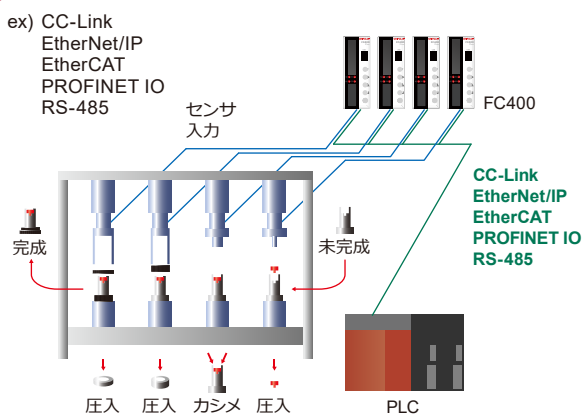 ex) CC-Link
EtherNet/IP
EtherCAT
PROFINET IO
RS-485
センサ
入力
FC400
CC-Link
EtherNet/IP
EtherCAT
PROFINET IO
RS-485
完成
未完成
圧入
圧入
カシメ
圧入
PLC